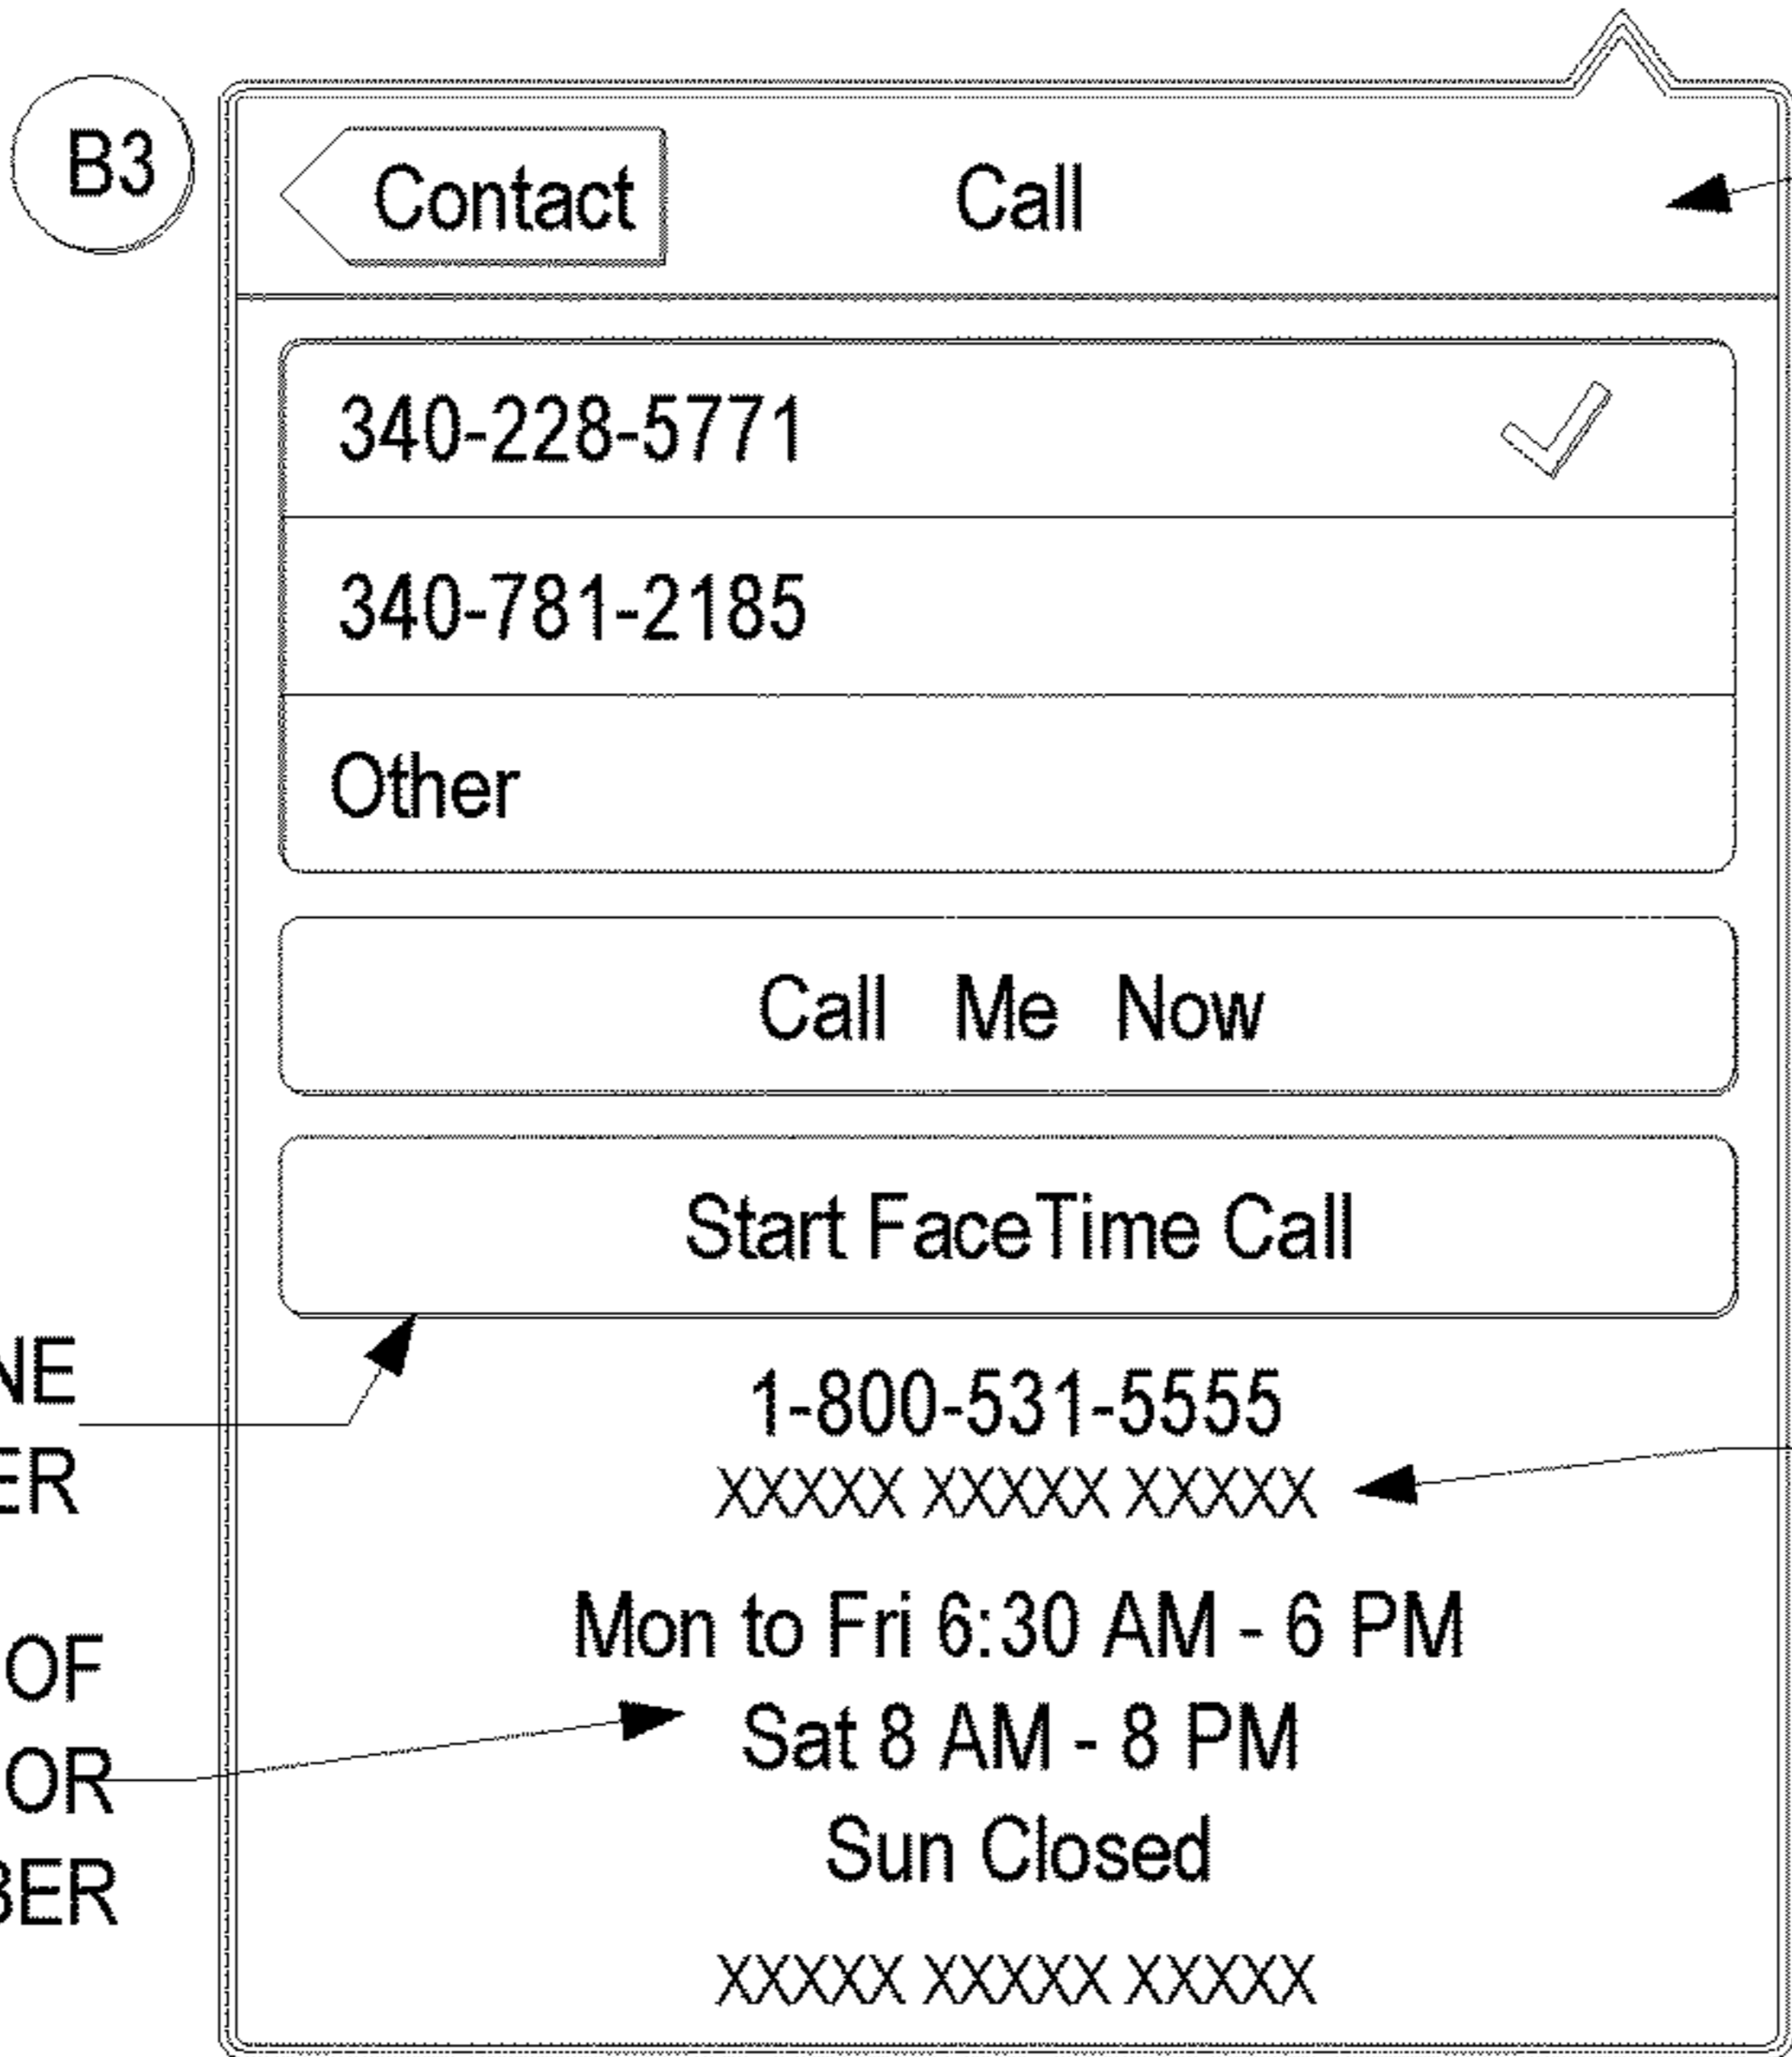 B3
Contact Call
340-228-5771
340-781-2185
Other
Call Me Now
Start FaceTime Call
1-800-531-5555
XXXXX XXXXX XXXXX
Mon to Fri 6:30 AM - 6 PM
Sat 8 AM - 8 PM
Sun Closed
XXXXX XXXXX XXXXX
NE
ER
OF
OR
BER